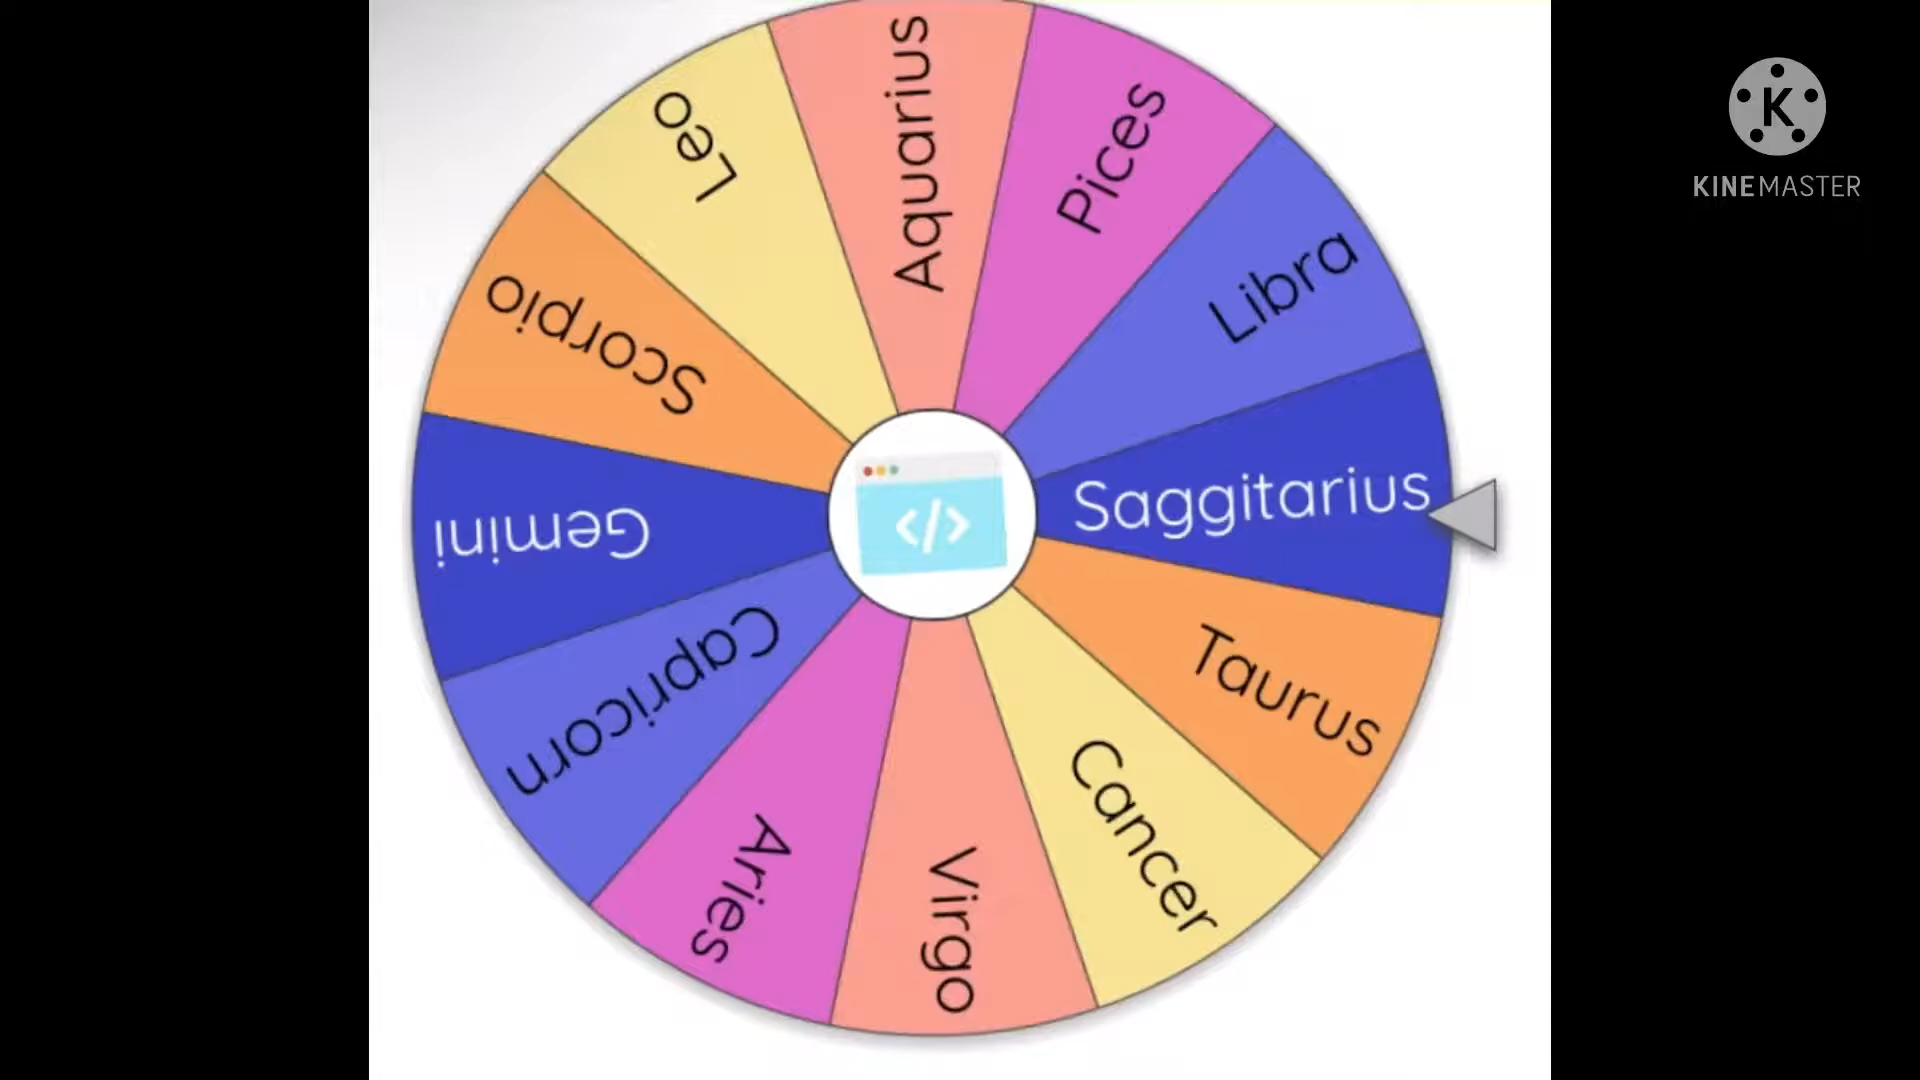 Aquarius
Pices
Libra
Saggitarius
Taurus
Cancer
Virgo
Aries
Capricorn
Gemini
Scorpio
Leo
</>
K
KINEMASTER